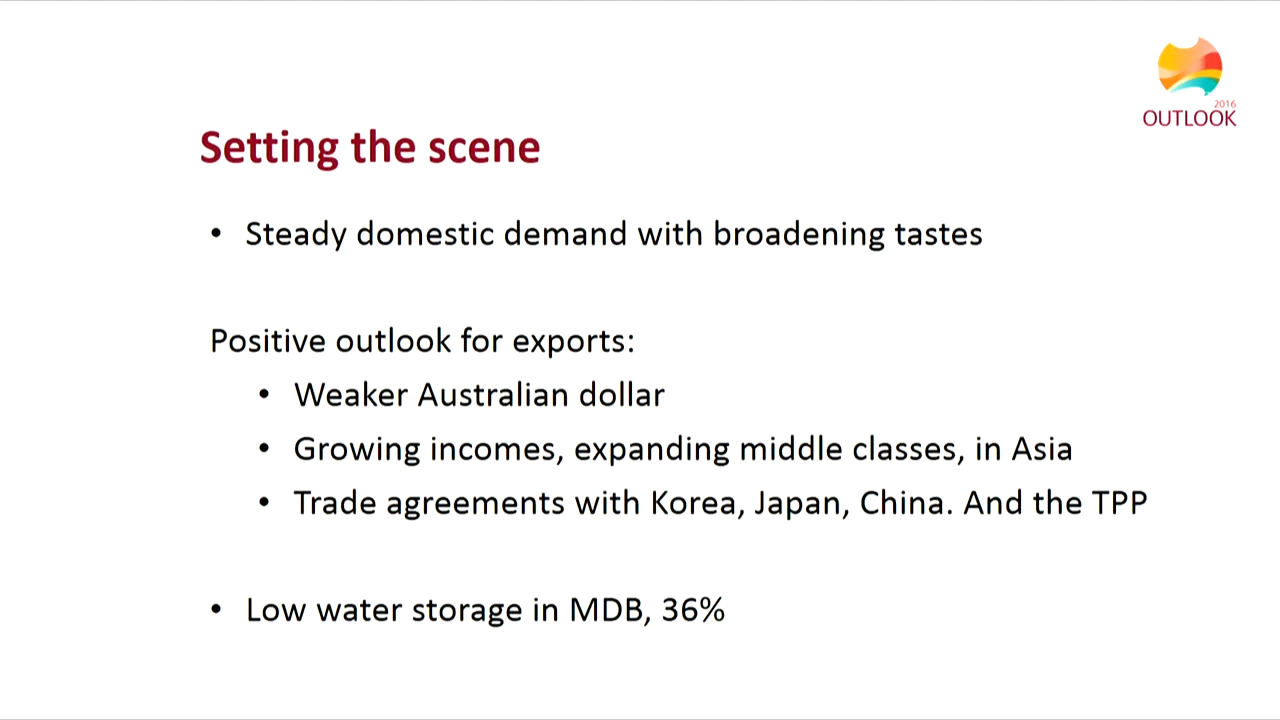 2016
OUTLOOK
Setting the scene
• Steady domestic demand with broadening tastes
Positive outlook for exports:
• Weaker Australian dollar
• Growing incomes, expanding middle classes, in Asia
• Trade agreements with Korea, Japan, China. And the TPP
• Low water storage in MDB, 36%